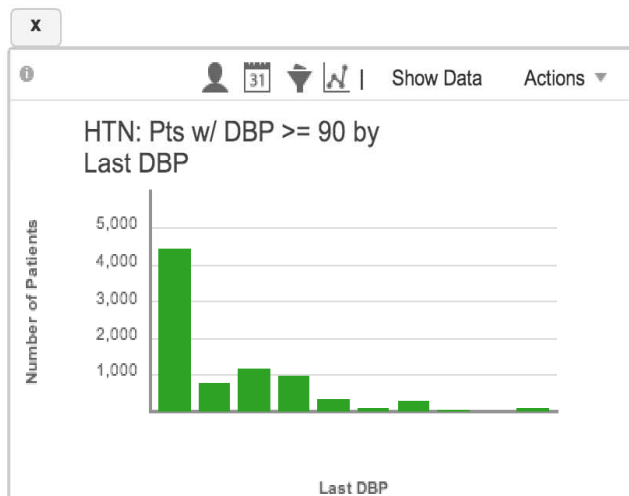 x
31
Show Data
Actions
HTN: Pts w/ DBP >= 90 by
Last DBP
Number of Patients
5,000
4,000
3,000
2,000
1,000
Last DBP